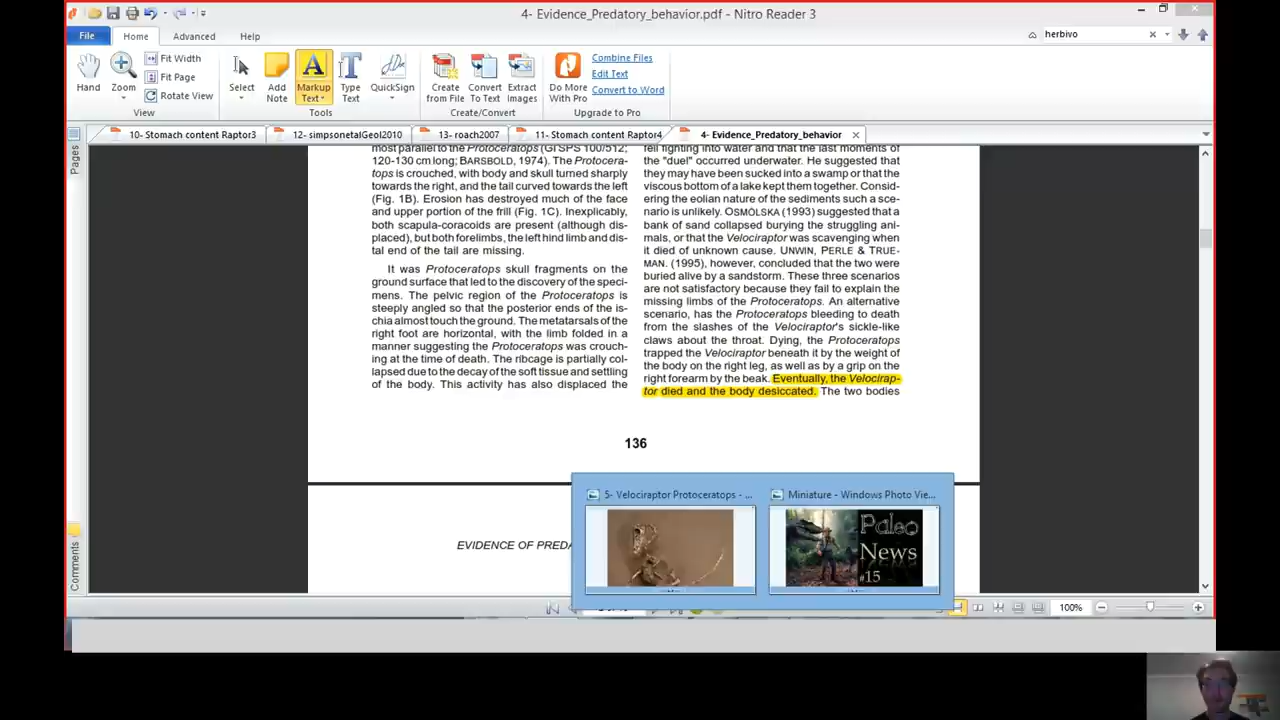 4- Evidence_Predatory_behavior.pdf - Nitro Reader 3
File Home Advanced Help
herbivo
Hand
Zoom
Fit Width
Fit Page
Rotate View
View
Select
Add Note
Markup Text
Type Text
QuickSign
Tools
Create from File
Convert To Text
Extract Images
Create/Convert
Do More With Pro
Combine Files
Edit Text
Convert to Word
Upgrade to Pro
10- Stomach content Raptor3
12- simpsonetalGeol2010
13- roach2007
11- Stomach content Raptor4
4- Evidence_Predatory_behavior
Pages
most parallel to the Protoceratops (GI SPS 100/512;
120-130 cm long; BARSBOLD, 1974). The Protocera-
tops is crouched, with body and skull turned sharply
towards the right, and the tail curved towards the left
(Fig. 1B). Erosion has destroyed much of the face
and upper portion of the frill (Fig. 1C). Inexplicably,
both scapula-coracoids are present (although dis-
placed), but both forelimbs, the left hind limb and dis-
tal end of the tail are missing.
It was Protoceratops skull fragments on the
ground surface that led to the discovery of the speci-
mens. The pelvic region of the Protoceratops is
steeply angled so that the posterior ends of the is-
chia almost touch the ground. The metatarsals of the
right foot are horizontal, with the limb folded in a
manner suggesting the Protoceratops was crouch-
ing at the time of death. The ribcage is partially col-
lapsed due to the decay of the soft tissue and settling
of the body. This activity has also displaced the
fell fighting into water and that the last moments of
the "duel" occurred underwater. He suggested that
they may have been sucked into a swamp or that the
viscous bottom of a lake kept them together. Consid-
ering the eolian nature of the sediments such a sce-
nario is unlikely. OSMÓLSKA (1993) suggested that a
bank of sand collapsed burying the struggling ani-
mals, or that the Velociraptor was scavenging when
it died of unknown cause. UNWIN, PERLE & TRUE-
MAN. (1995), however, concluded that the two were
buried alive by a sandstorm. These three scenarios
are not satisfactory because they fail to explain the
missing limbs of the Protoceratops. An alternative
scenario, has the Protoceratops bleeding to death
from the slashes of the Velociraptor's sickle-like
claws about the throat. Dying, the Protoceratops
trapped the Velociraptor beneath it by the weight of
the body on the right leg, as well as by a grip on the
right forearm by the beak. Eventually, the Velocirap-
tor died and the body desiccated. The two bodies
136
EVIDENCE OF PREDA
5- Velociraptor Protoceratops - ...
Miniature - Windows Photo Vie...
Paleo
News
#15
Comments
100%